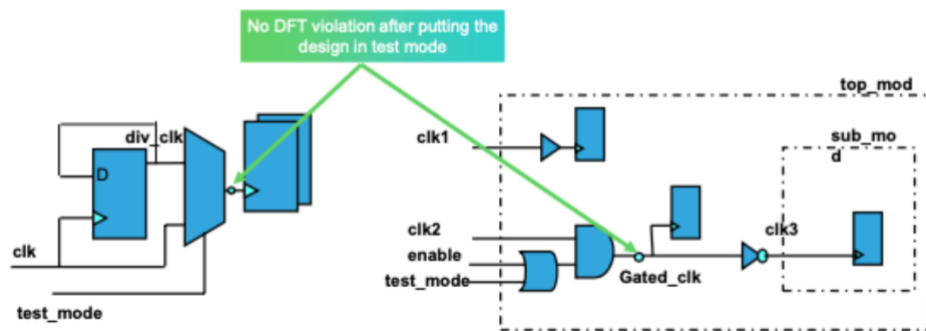 No DFT violation after putting the
design in test mode
top_mod
div_clk
clk1
sub_mo
d
D
clk2
clk3
clk
enable
Gated_clk
test_mode
test_mode